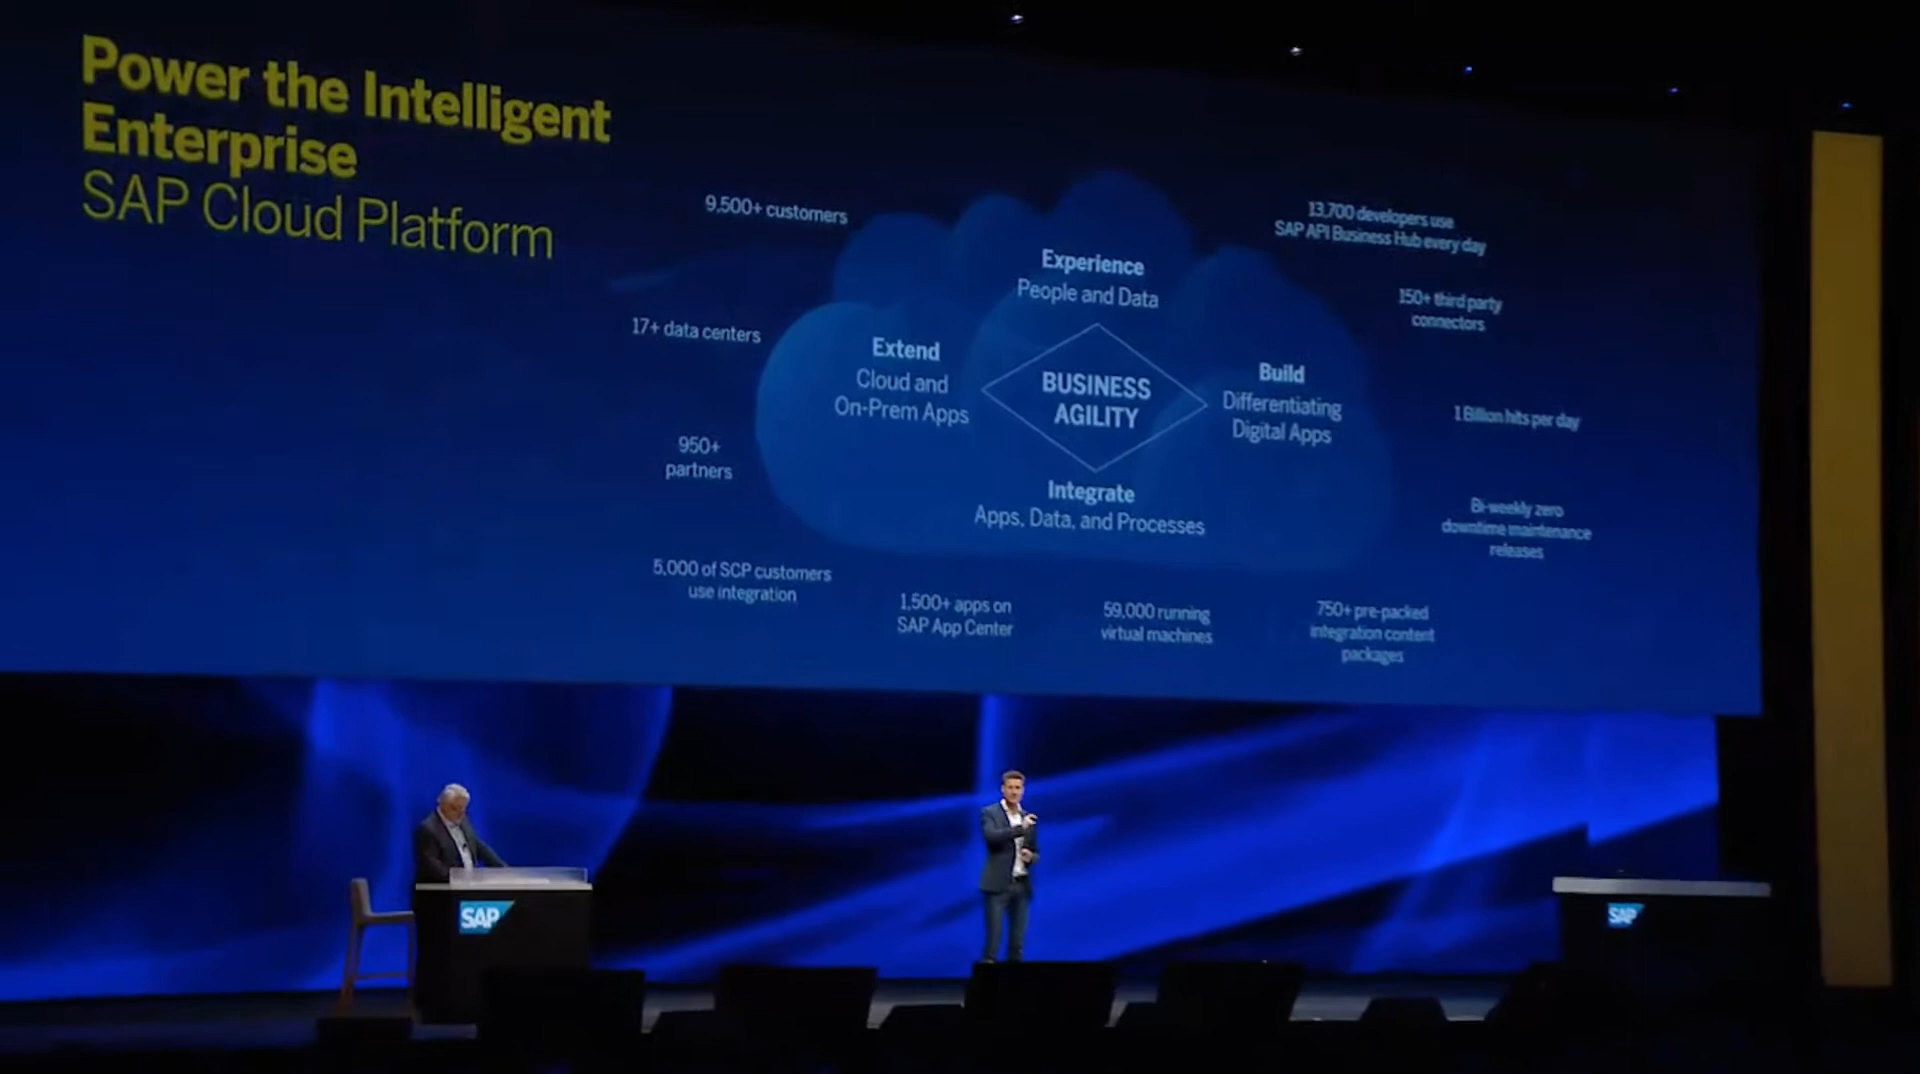 Power the Intelligent
Enterprise
SAP Cloud Platform
9,500+ customers
17+ data centers
950+
partners
5,000 of SCP customers
use integration
1,500+ apps on
SAP App Center
59,000 running
virtual machines
750+ pre-packed
integration content
packages
Bi-weekly zero
downtime maintenance
releases
1 Billion hits per day
150+ third party
connectors
13,700 developers use
SAP API Business Hub every day
Experience
People and Data
Extend
Cloud and
On-Prem Apps
BUSINESS
AGILITY
Build
Differentiating
Digital Apps
Integrate
Apps, Data, and Processes
SAP
SAP